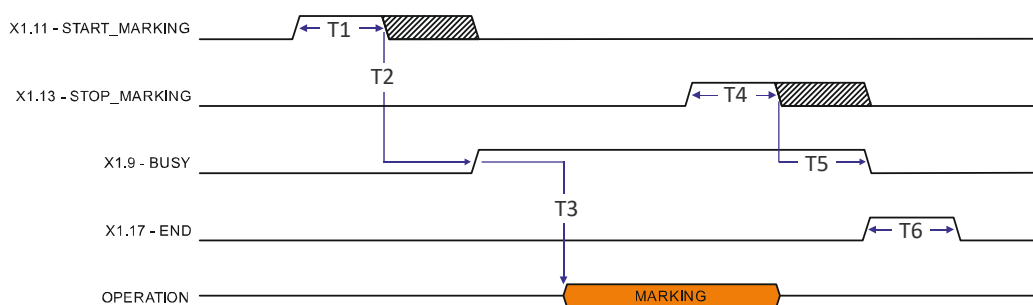 X1.11 - START_MARKING
T1
T2
X1.13 - STOP_MARKING
T4
X1.9 - BUSY
T5
T3
X1.17 - END
T6
OPERATION
MARKING